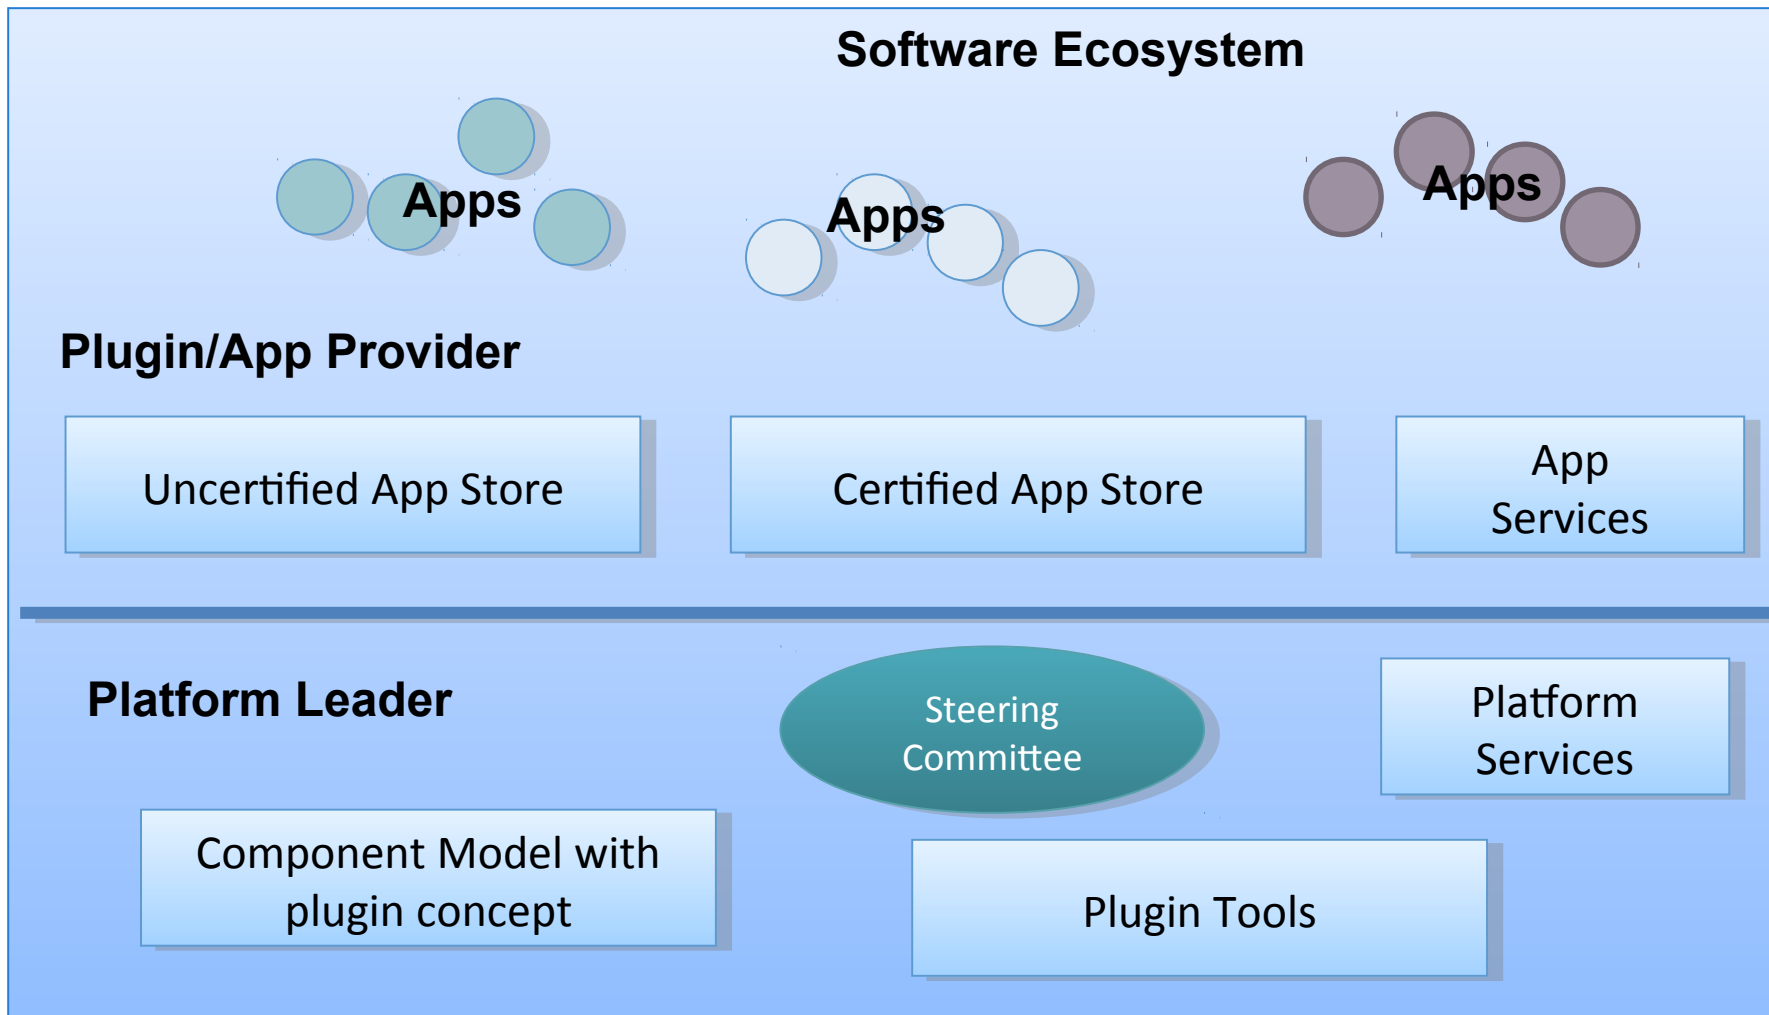 Software Ecosystem
Apps
Apps
Apps
Plugin/App Provider
Uncertified App Store
Certified App Store
App
Services
Platform Leader
Steering
Committee
Platform
Services
Component Model with
plugin concept
Plugin Tools